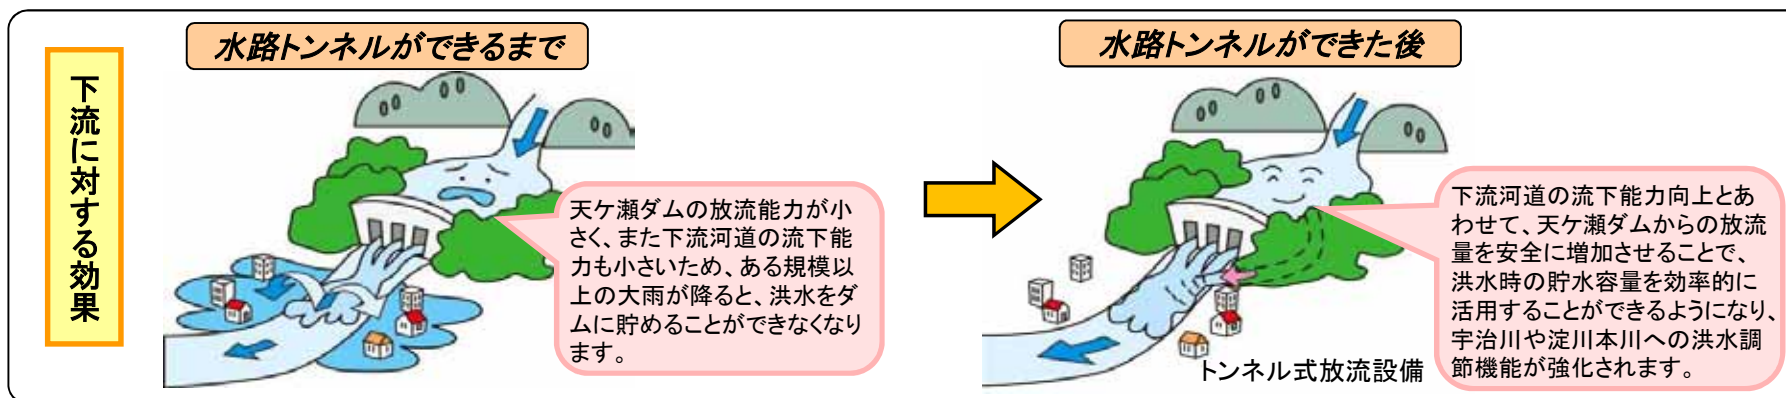 下流に対する効果
水路トンネルができるまで
天ケ瀬ダムの放流能力が小
さく、また下流河道の流下能
力も小さいため、ある規模以
上の大雨が降ると、洪水をダ
ムに貯めることができなくなり
ます。
水路トンネルができた後
下流河道の流下能力向上とあ
わせて、天ケ瀬ダムからの放流
量を安全に増加させることで、
洪水時の貯水容量を効率的に
活用することができるようになり、
宇治川や淀川本川への洪水調
節機能が強化されます。
トンネル式放流設備